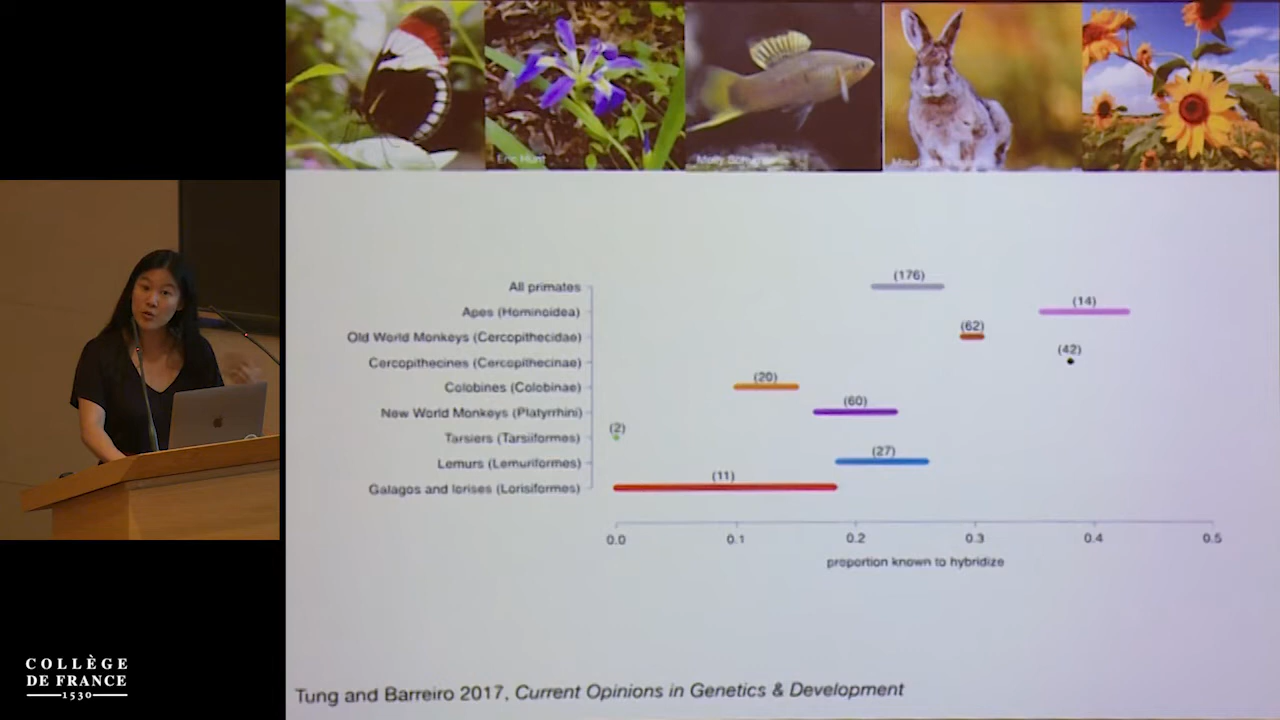 Eric Hunt
Molly
All primates
(176)
Apes (Hominoidea)
(14)
Old World Monkeys (Cercopithecidae)
(62)
Cercopithecines (Cercopithecinae)
(42)
Colobines (Colobinae)
(20)
New World Monkeys (Platyrrhini)
(60)
Tarsiers (Tarsiiformes)
(2)
Lemurs (Lemuriformes)
(27)
Galagos and lorises (Lorisiformes)
(11)
0.0 0.1 0.2 0.3 0.4 0.5
proportion known to hybridize
Tung and Barreiro 2017, Current Opinions in Genetics & Development
COLLÈGE
DE FRANCE
1530